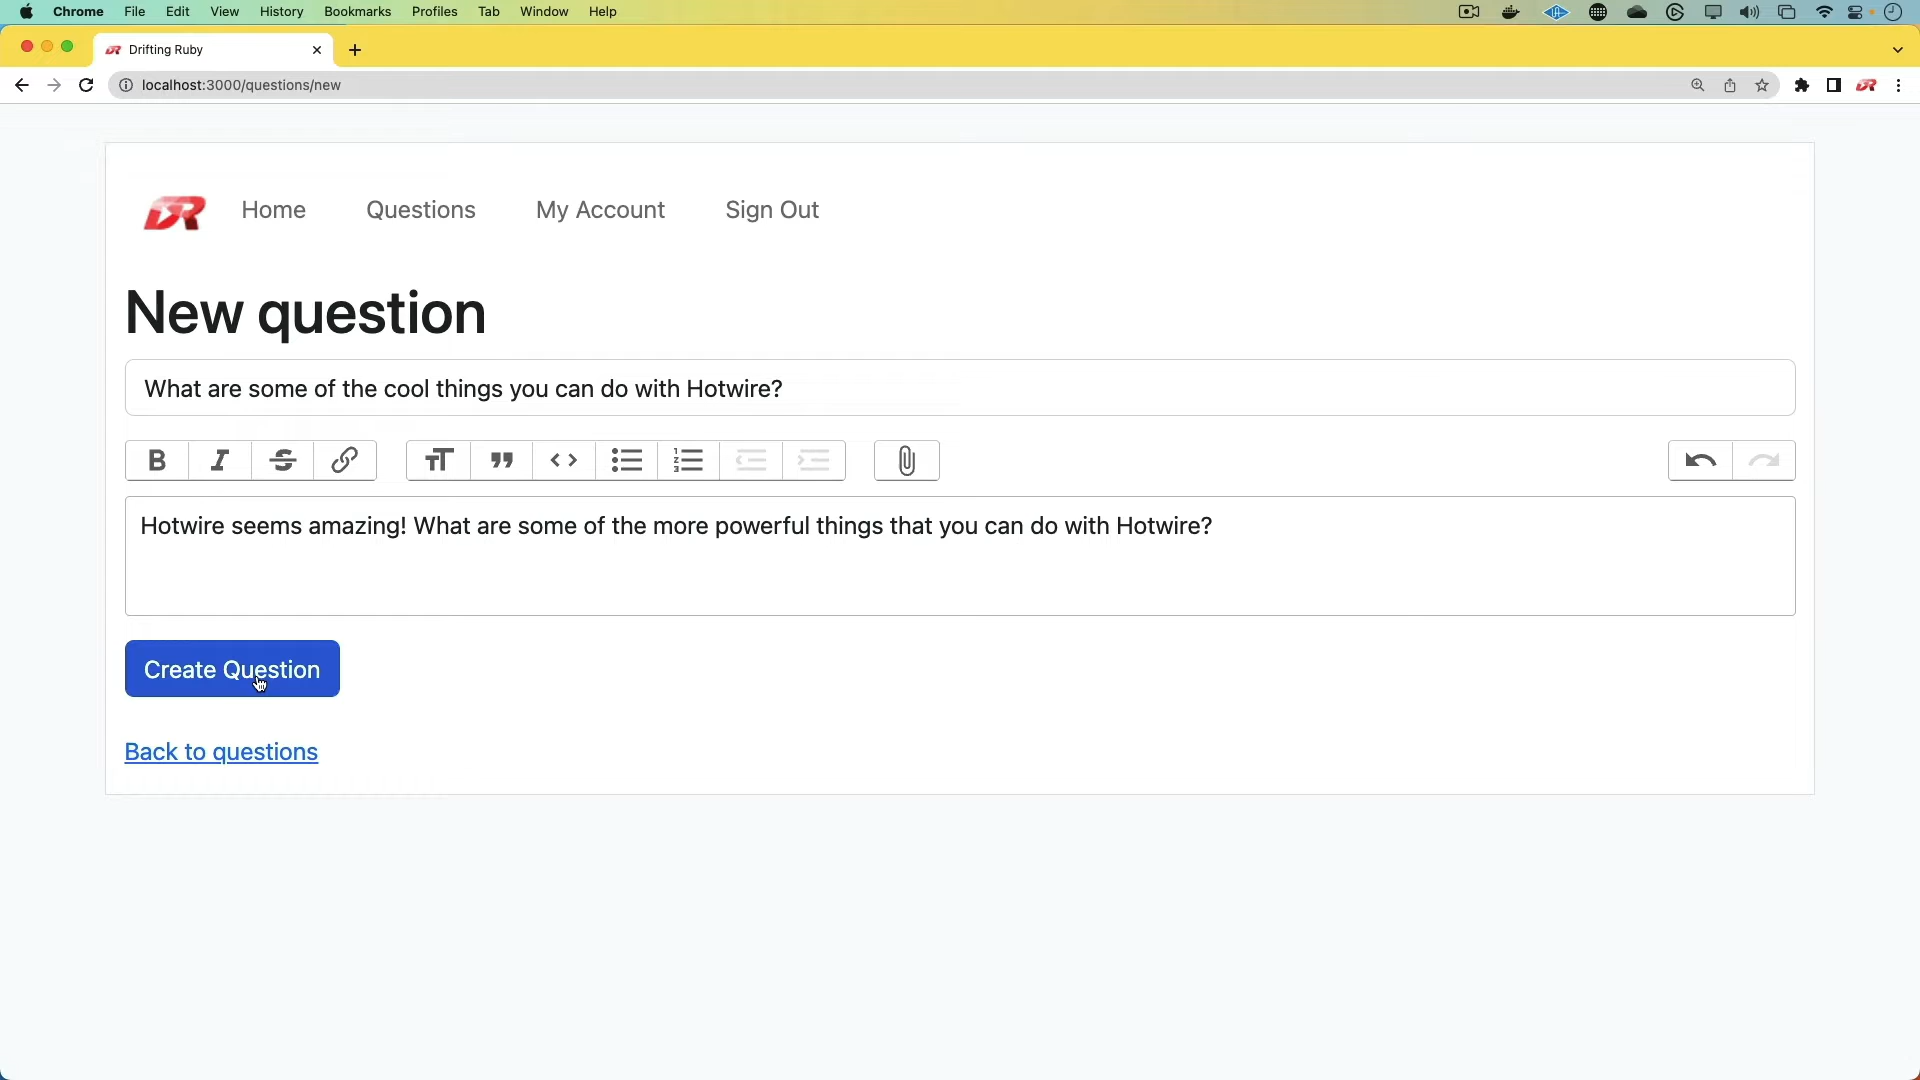 Chrome File Edit View History Bookmarks Profiles Tab Window Help
Drifting Ruby
localhost:3000/questions/new
DR Home Questions My Account Sign Out
New question
What are some of the cool things you can do with Hotwire?
Hotwire seems amazing! What are some of the more powerful things that you can do with Hotwire?
Create Question
Back to questions